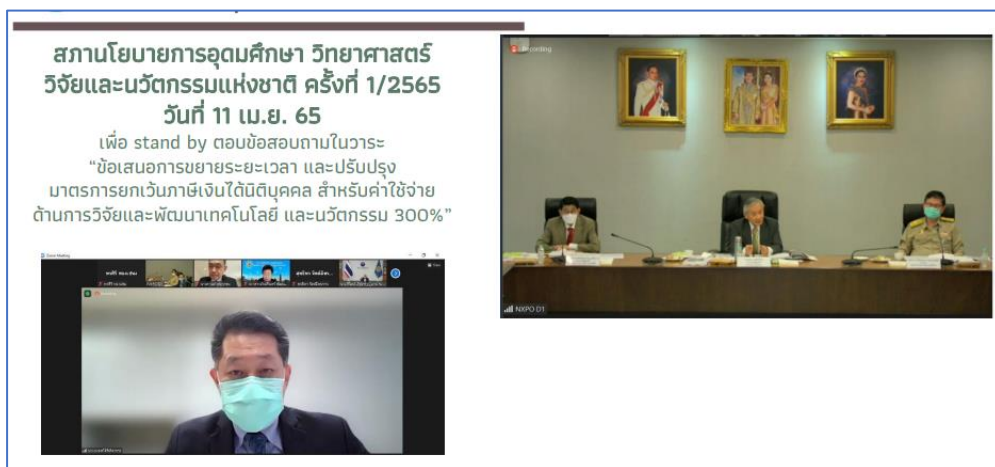 สภานโยบายการอุดมศึกษา วิทยาศาสตร์
วิจัยและนวัตกรรมแห่งชาติ ครั้งที่ 1/2565
วันที่ 11 เม.ย. 65
เพื่อ stand by ตอบข้อสอบถามในวาระ
“ข้อเสนอการขยายระยะเวลา และปรับปรุง
มาตรการยกเว้นภาษีเงินได้นิติบุคคล สำหรับค่าใช้จ่าย
ด้านการวิจัยและพัฒนาเทคโนโลยี และนวัตกรรม 300%”
Recording
NXPO D1
Zoom Meeting
Recording